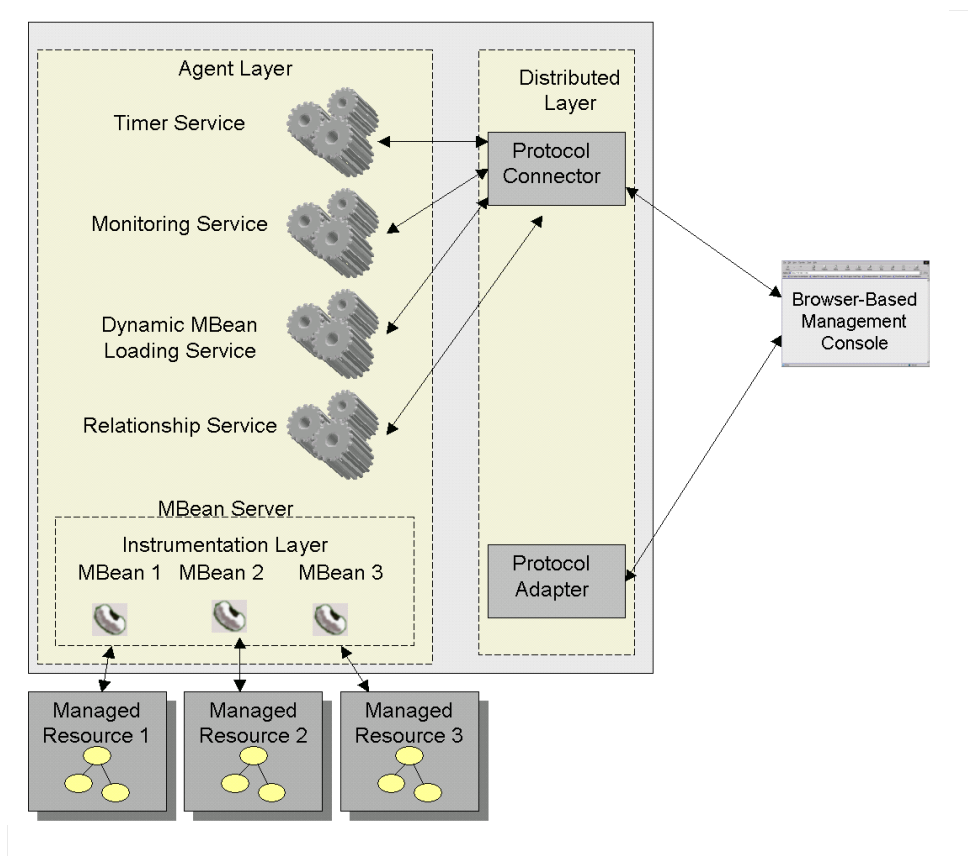 Agent Layer
Timer Service
Monitoring Service
Dynamic MBean
Loading Service
Relationship Service
MBean Server
Instrumentation Layer
MBean 1
MBean 2
MBean 3
Distributed
Layer
Protocol
Connector
Protocol
Adapter
Browser-Based
Management
Console
Managed
Resource 1
Managed
Resource 2
Managed
Resource 3